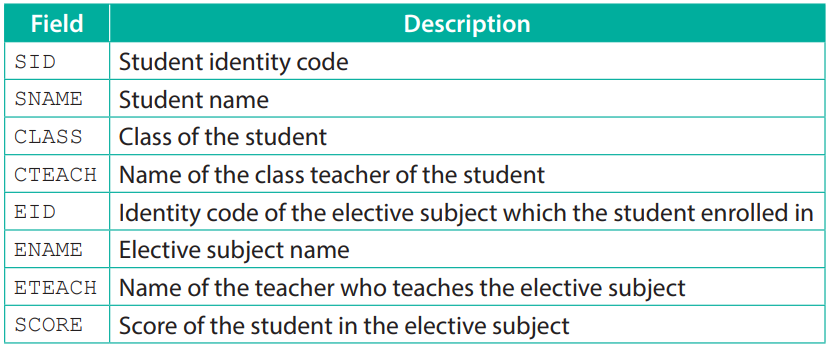 Field Description
SID Student identity code
SNAME Student name
CLASS Class of the student
CTEACH Name of the class teacher of the student
EID Identity code of the elective subject which the student enrolled in
ENAME Elective subject name
ETEACH Name of the teacher who teaches the elective subject
SCORE Score of the student in the elective subject